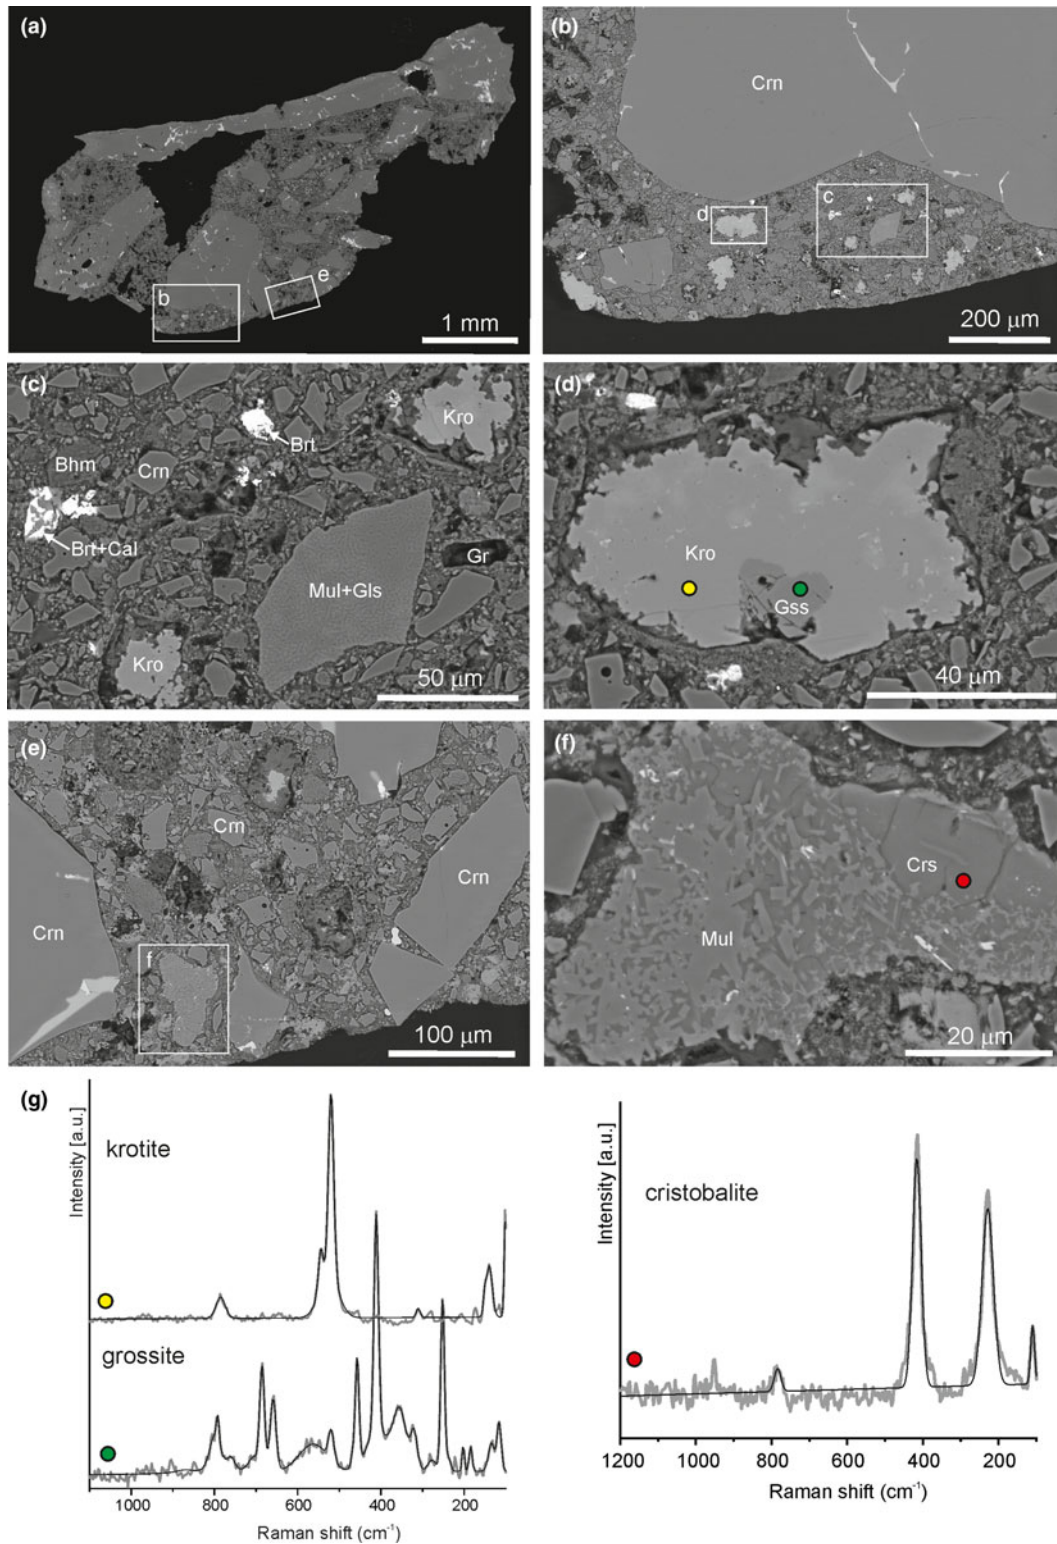 (a)
b
e
1 mm
(b)
Crn
d
c
200 μm
(c)
Kro
Brt
Bhm
Crn
Brt+Cal
Gr
Mul+Gls
Kro
50 μm
(d)
Kro
Gss
40 μm
(e)
Crn
Crn
Crn
f
100 μm
(f)
Crs
Mul
20 μm
(g)
krotite
grossite
Intensity [a.u.]
1000 800 600 400 200
Raman shift (cm⁻¹)
cristobalite
Intensity [a.u.]
1200 1000 800 600 400 200
Raman shift (cm⁻¹)